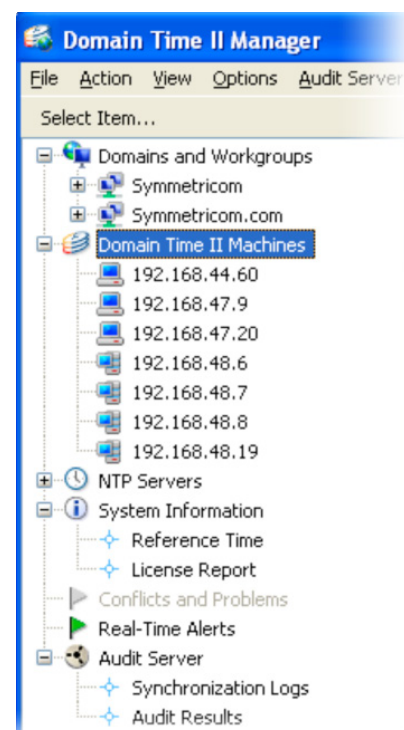 Domain Time II Manager
File Action View Options Audit Server
Select Item...
Domains and Workgroups
Symmetricom
Symmetricom.com
Domain Time II Machines
192.168.44.60
192.168.47.9
192.168.47.20
192.168.48.6
192.168.48.7
192.168.48.8
192.168.48.19
NTP Servers
System Information
Reference Time
License Report
Conflicts and Problems
Real-Time Alerts
Audit Server
Synchronization Logs
Audit Results